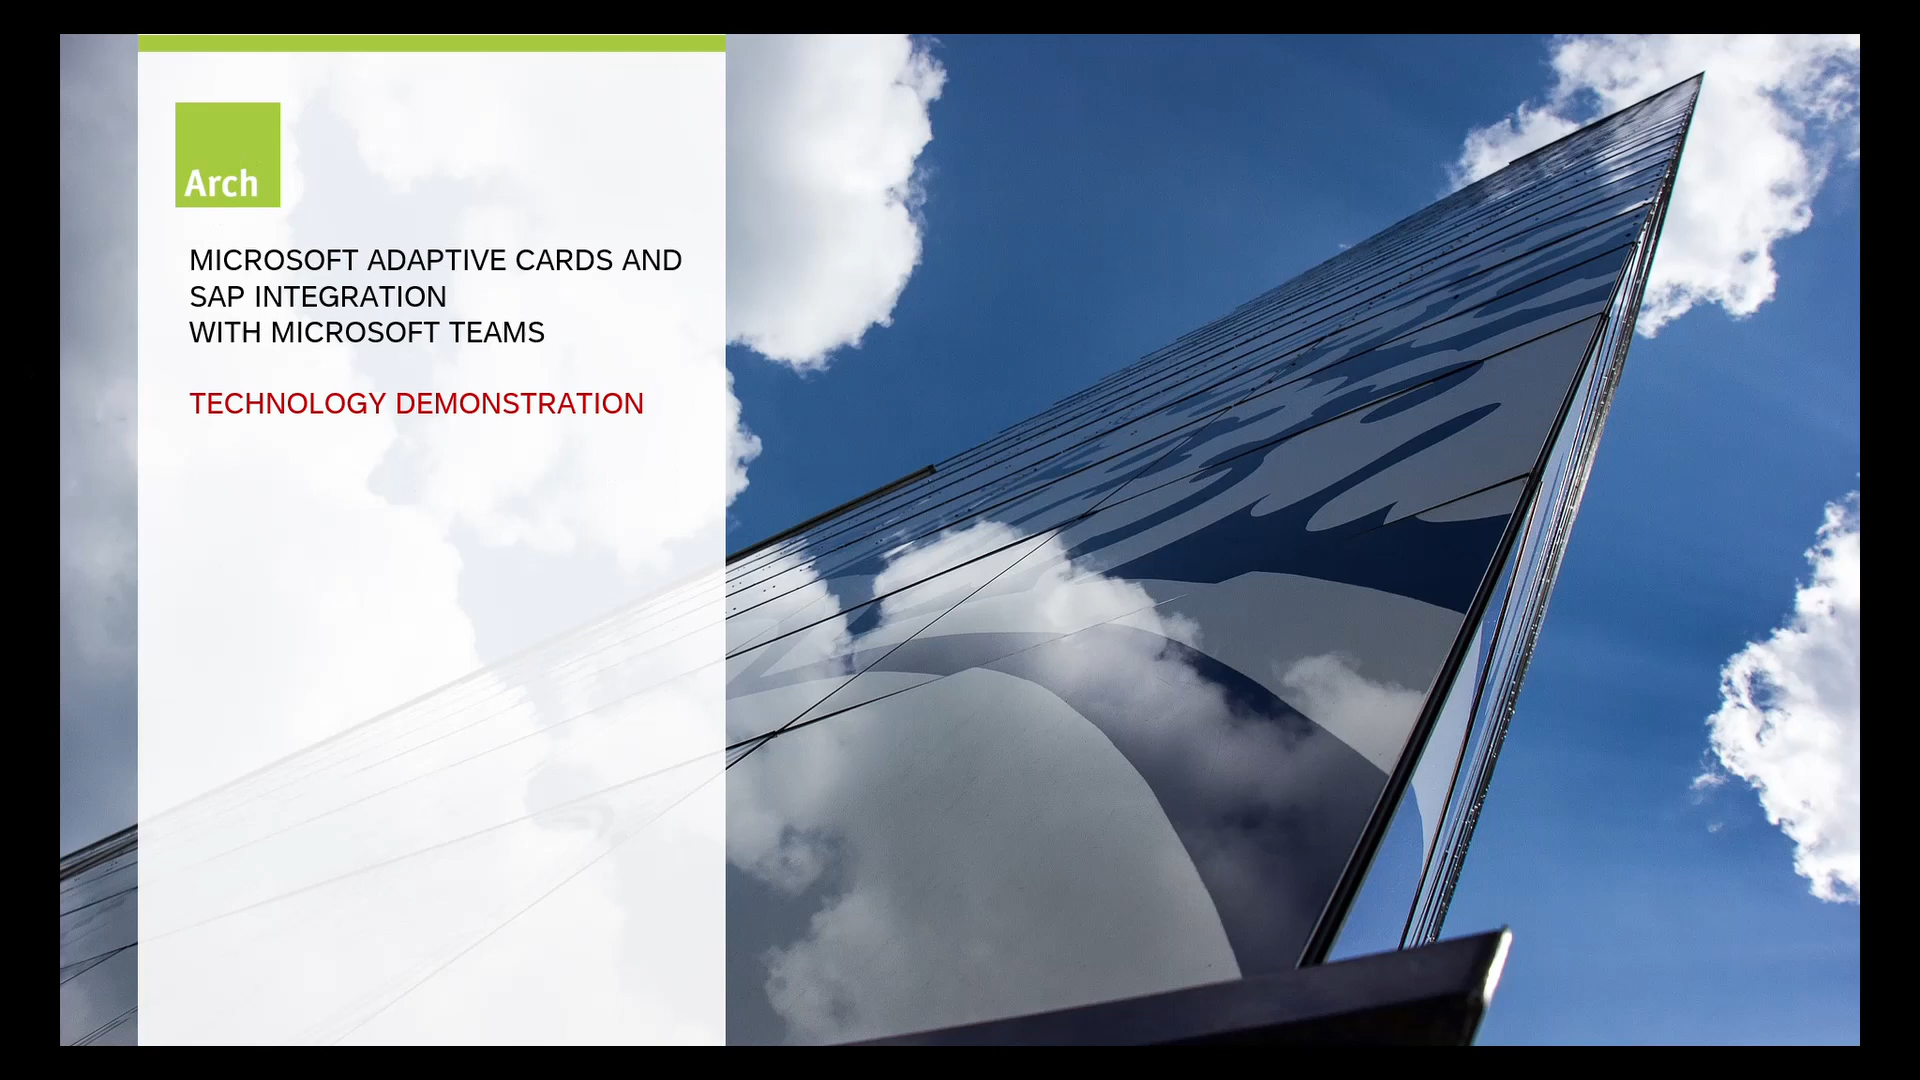 Arch
MICROSOFT ADAPTIVE CARDS AND
SAP INTEGRATION
WITH MICROSOFT TEAMS
TECHNOLOGY DEMONSTRATION